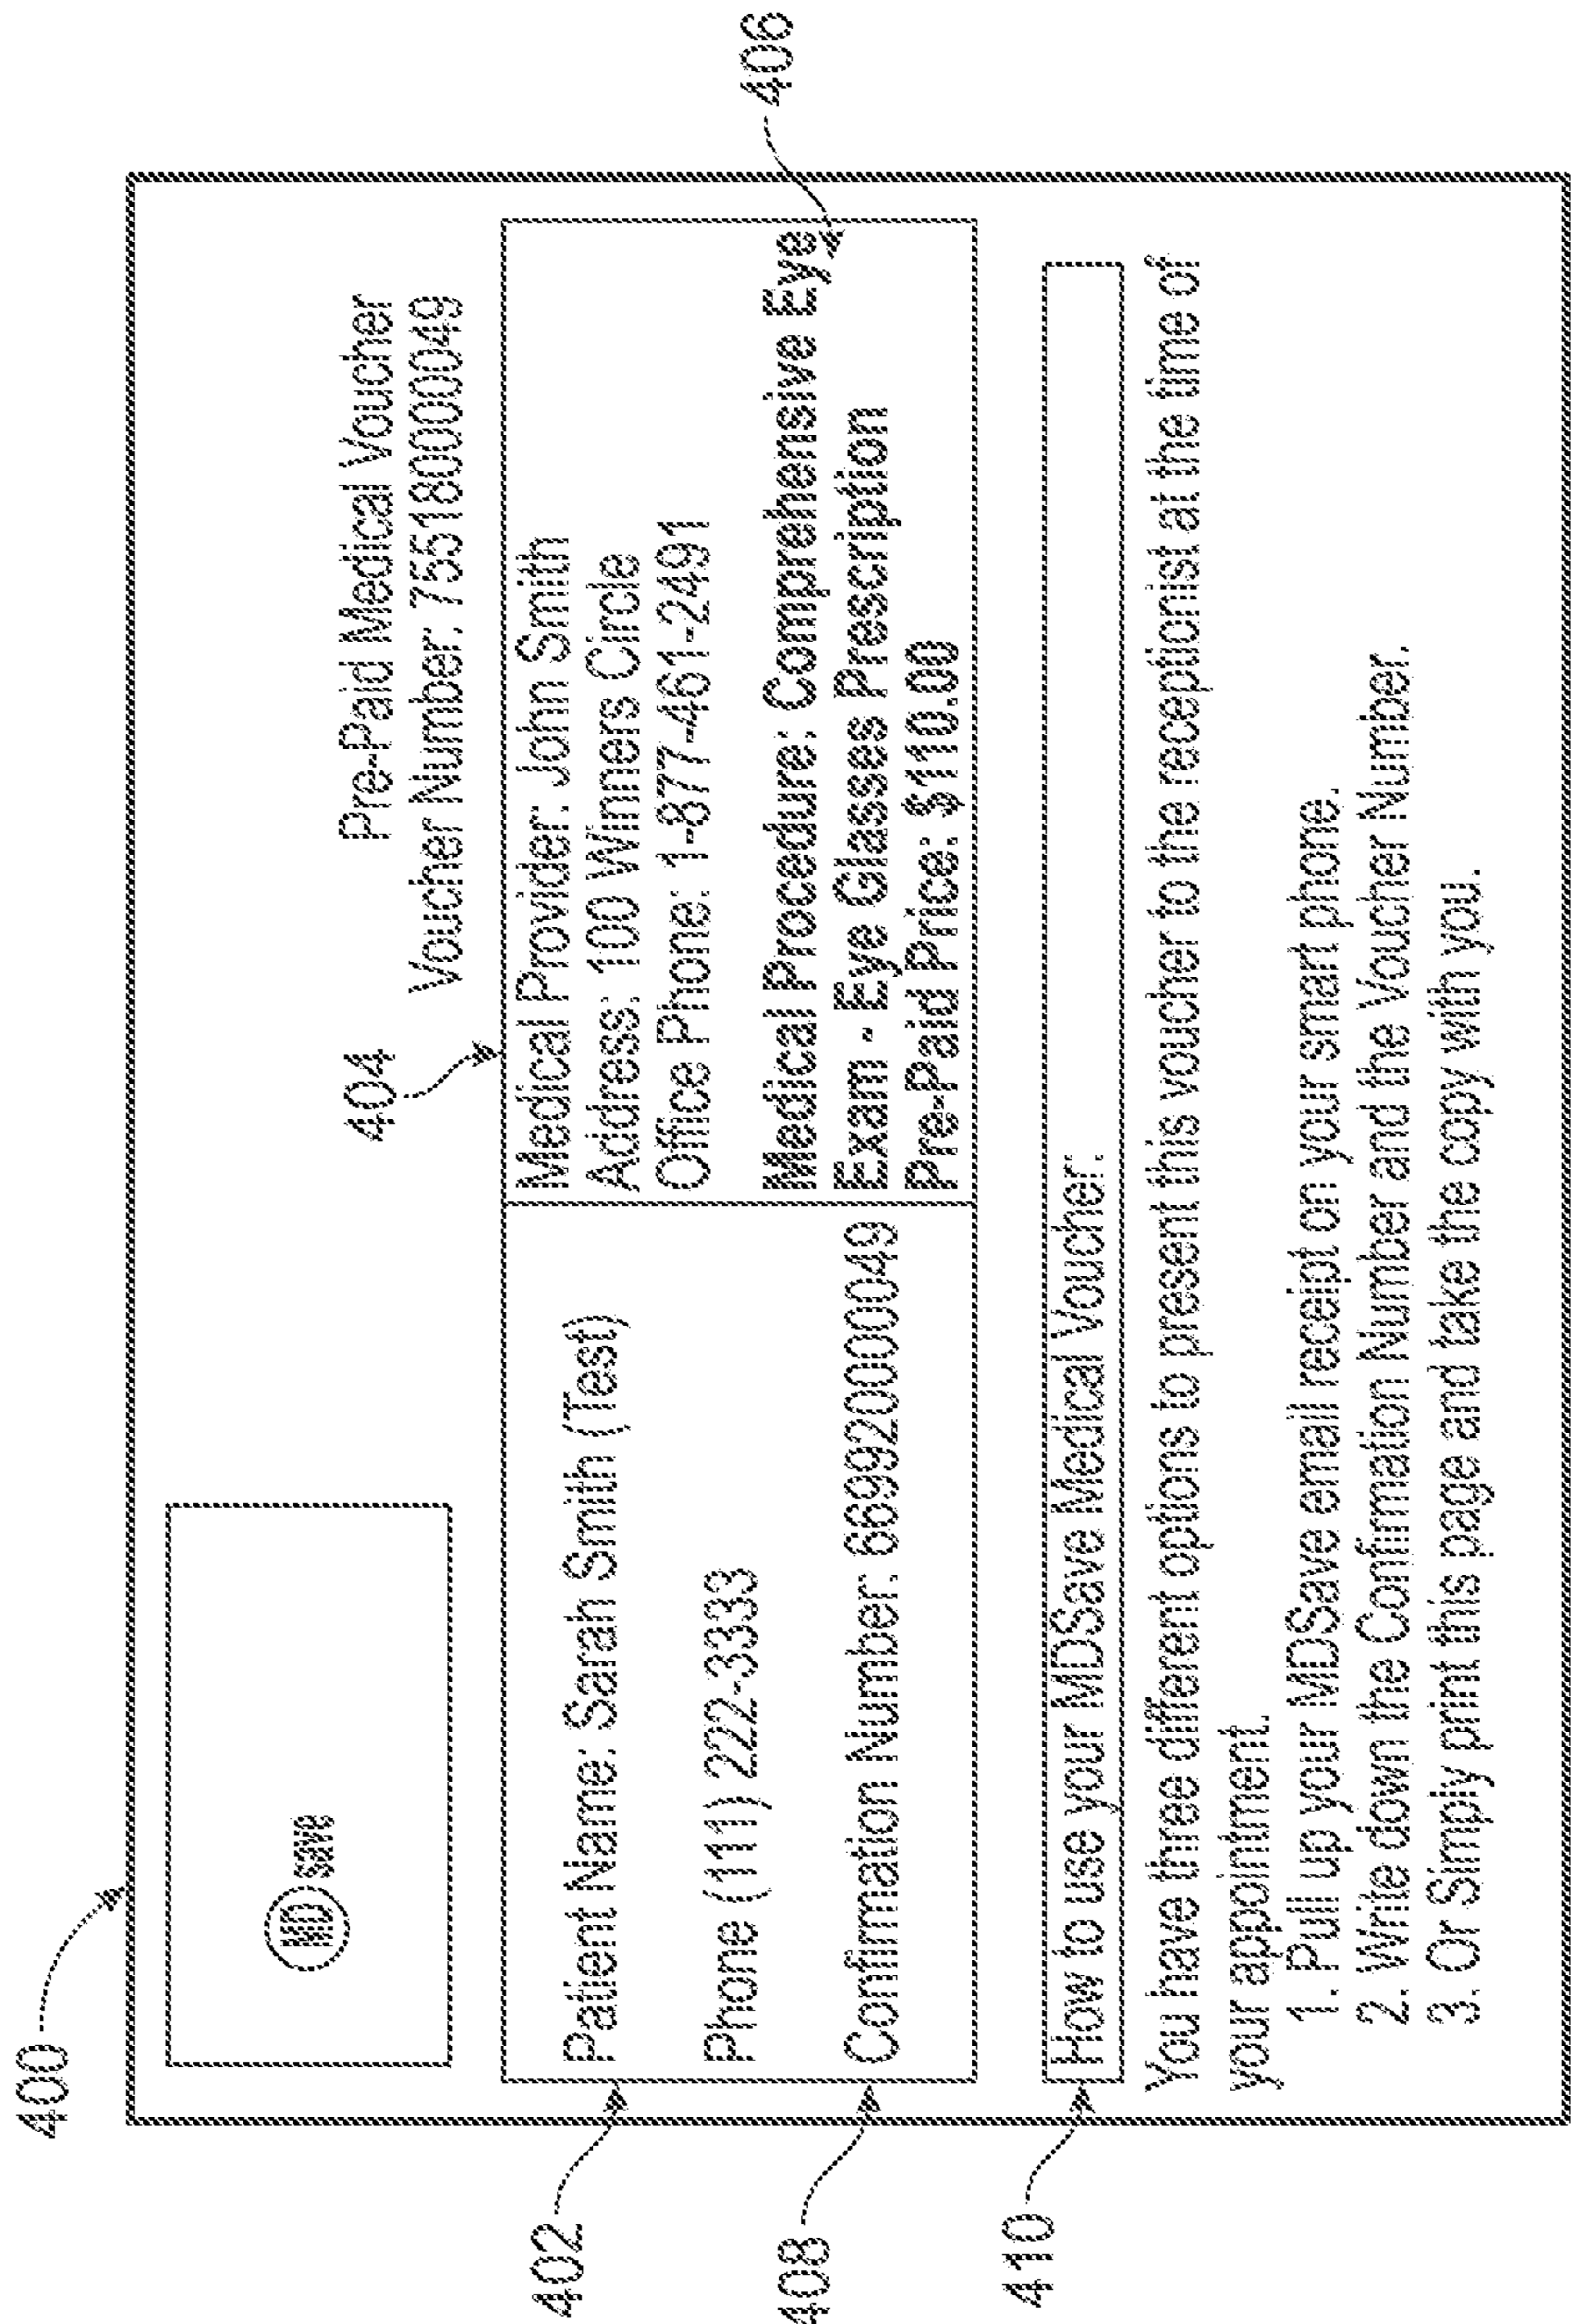 400
MD save
Pre-Paid Medical Voucher
Voucher Number: 75518000049
404
402
Patient Name: Sarah Smith (Test)
Phone (111) 222-3333
408
Confirmation Number: 66992000049
Medical Provider: John Smith
Address: 100 Winners Circle
Office Phone: 1-877-461-2491
Medical Procedure: Comprehensive Eye
Exam - Eye Glasses Prescription
Pre-Paid Price: $110.00
406
410
How to use your MDSave Medical Voucher:
You have three different options to present this voucher to the receptionist at the time of
your appointment.
1. Pull up your MDSave email receipt on your smart phone.
2. Write down the Confirmation Number and the Voucher Number.
3. Or Simply print this page and take the copy with you.